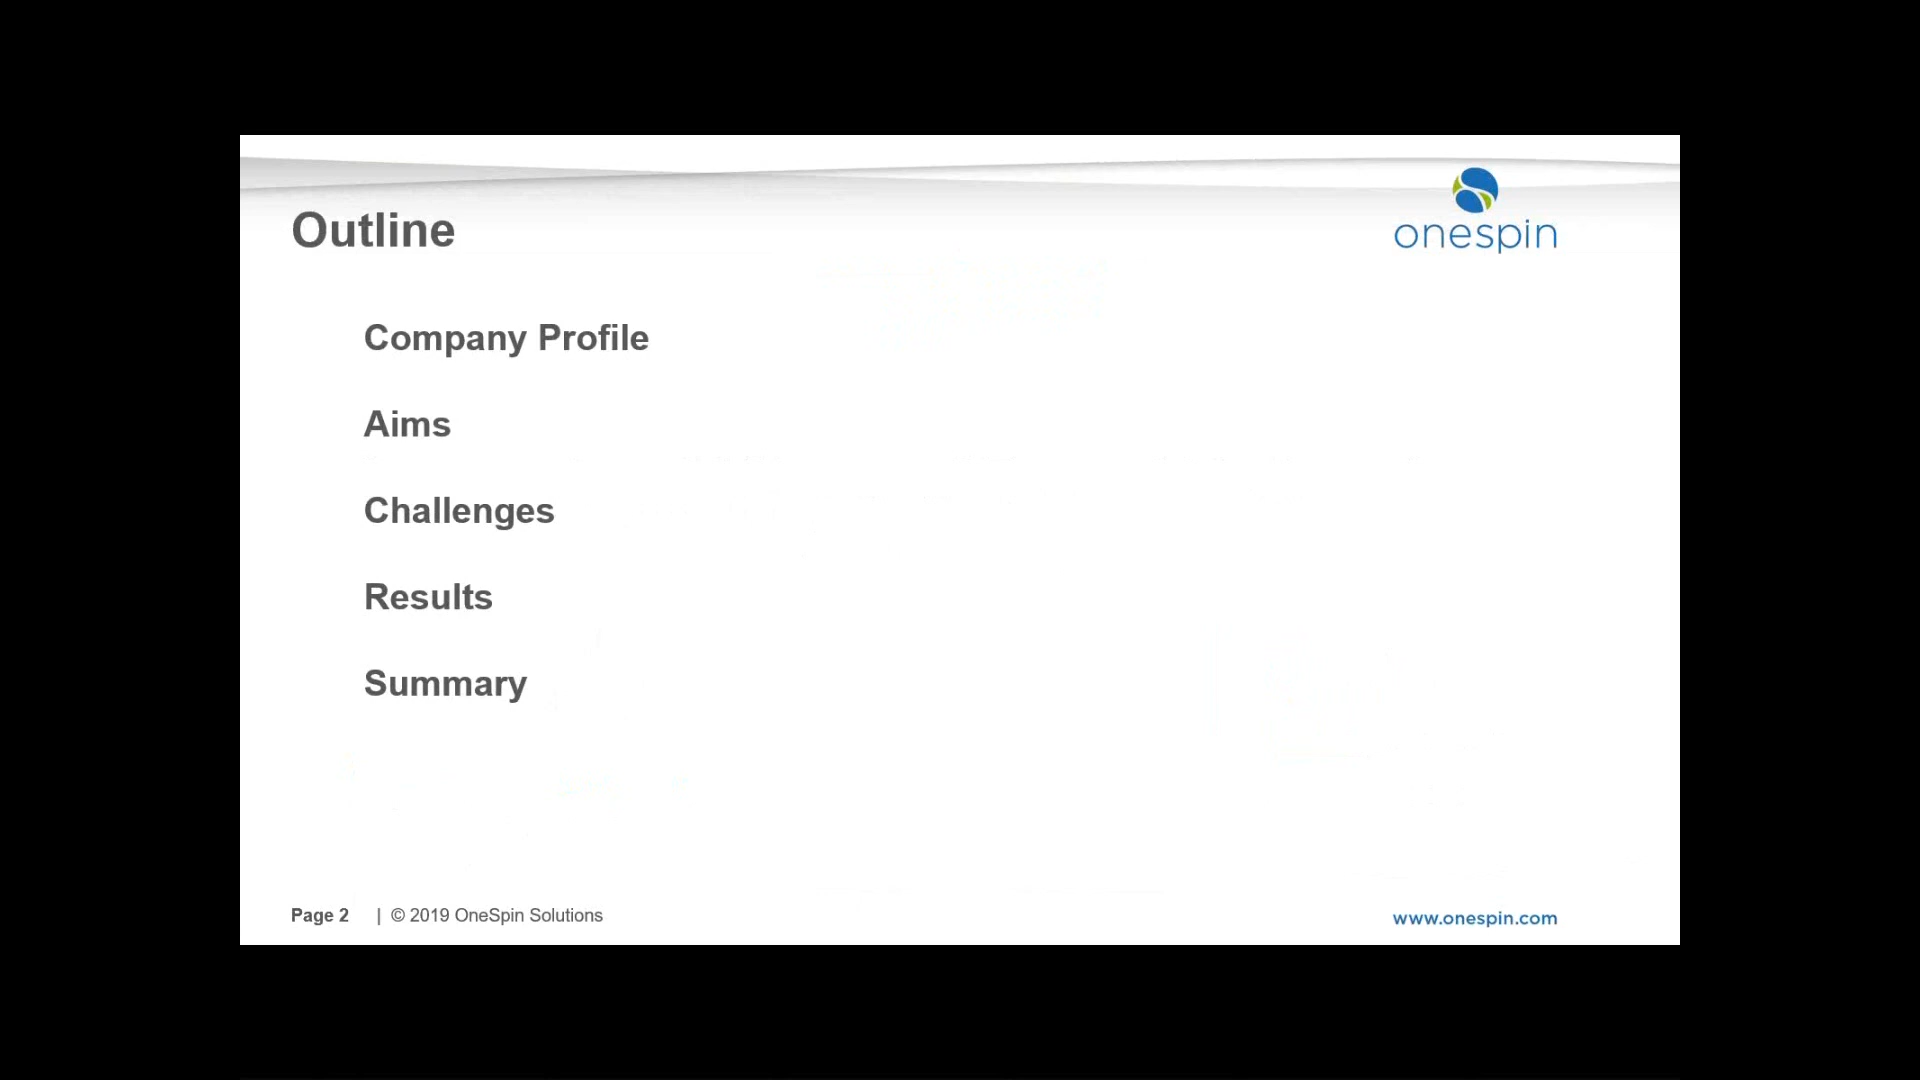 onespin
Outline
Company Profile
Aims
Challenges
Results
Summary
Page 2 | © 2019 OneSpin Solutions
www.onespin.com